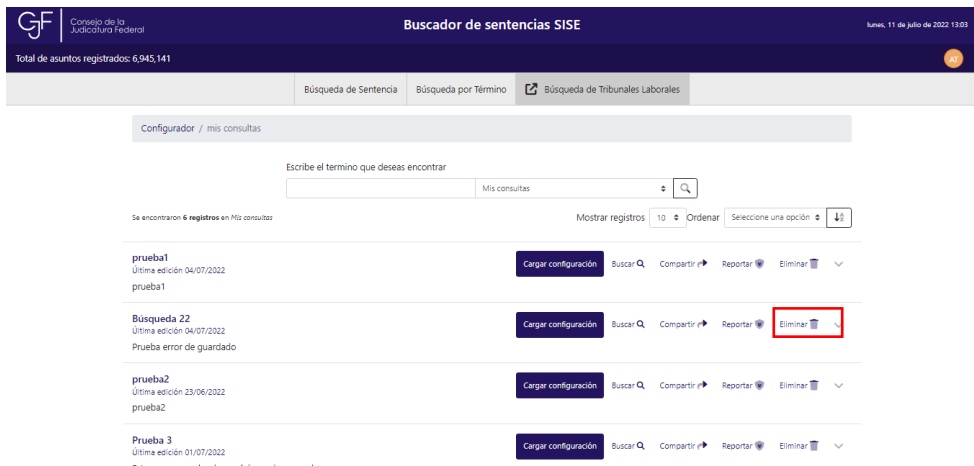 CJF Consejo de la Judicatura Federal
Buscador de sentencias SISE
lunes, 11 de julio de 2022 13:03
Total de asuntos registrados: 6,945,141
AT
Búsqueda de Sentencia Búsqueda por Término Búsqueda de Tribunales Laborales
Configurador / mis consultas
Escribe el termino que deseas encontrar
Mis consultas
Se encontraron 6 registros en Mis consultas Mostrar registros 10 Ordenar Seleccione una opción
prueba1
Última edición 04/07/2022
prueba1
Cargar configuración Buscar Compartir Reportar Eliminar
Búsqueda 22
Última edición 04/07/2022
Prueba error de guardado
Cargar configuración Buscar Compartir Reportar Eliminar
prueba2
Última edición 23/06/2022
prueba2
Cargar configuración Buscar Compartir Reportar Eliminar
Prueba 3
Última edición 01/07/2022
Cargar configuración Buscar Compartir Reportar Eliminar